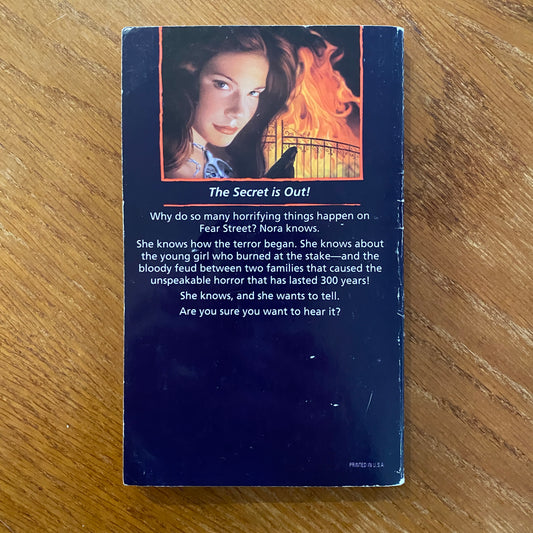 The Secret is Out!
Why do so many horrifying things happen on
Fear Street? Nora knows.
She knows how the terror began. She knows about
the young girl who burned at the stake—and the
bloody feud between two families that caused the
unspeakable horror that has lasted 300 years!
She knows, and she wants to tell.
Are you sure you want to hear it?
PRINTED IN U.S.A.